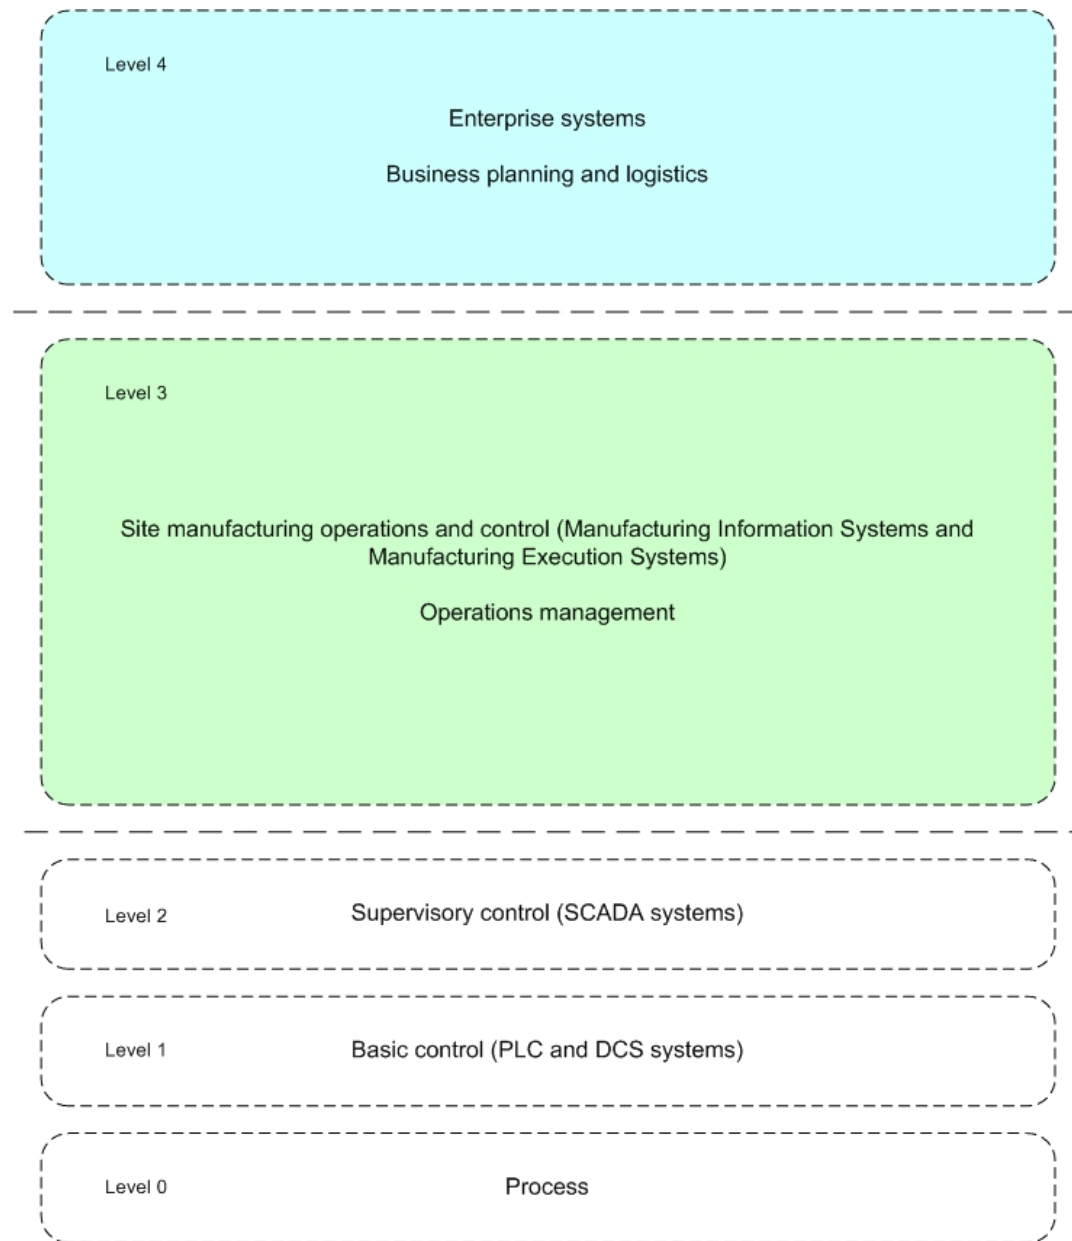 Level 4
Enterprise systems
Business planning and logistics
Level 3
Site manufacturing operations and control (Manufacturing Information Systems and
Manufacturing Execution Systems)
Operations management
Level 2
Supervisory control (SCADA systems)
Level 1
Basic control (PLC and DCS systems)
Level 0
Process